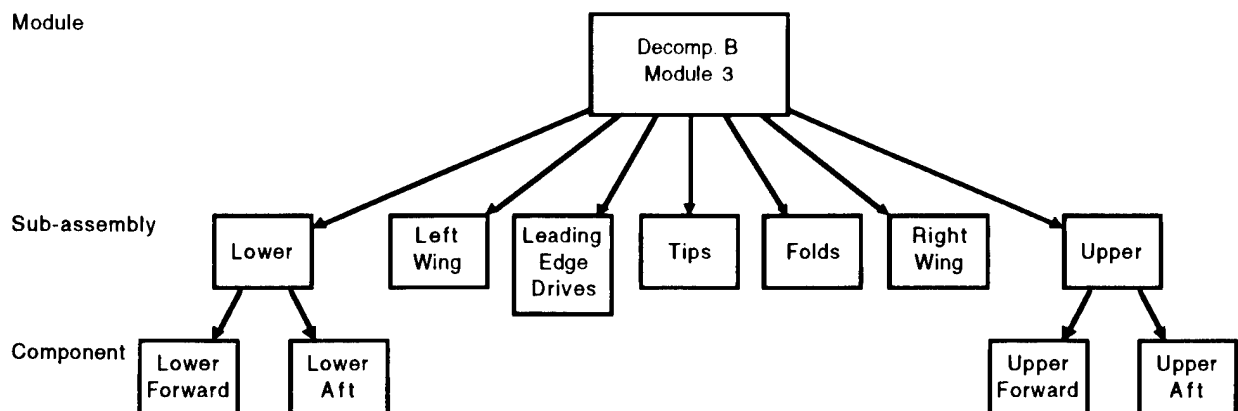 Module
Decomp. B
Module 3
Sub-assembly
Lower
Left
Wing
Leading
Edge
Drives
Tips
Folds
Right
Wing
Upper
Component
Lower
Forward
Lower
Aft
Upper
Forward
Upper
Aft